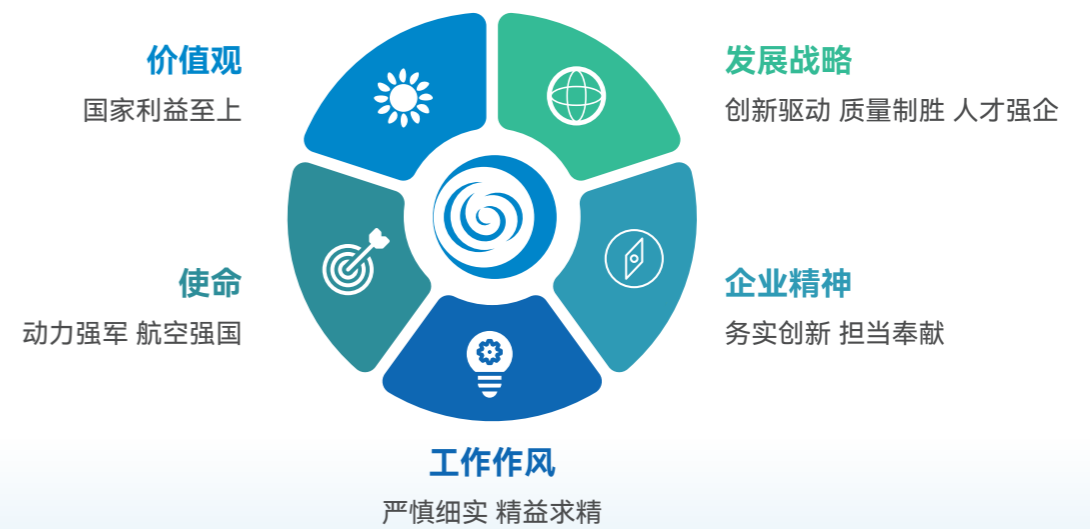 价值观
国家利益至上
发展战略
创新驱动 质量制胜 人才强企
使命
动力强军 航空强国
企业精神
务实创新 担当奉献
工作作风
严慎细实 精益求精